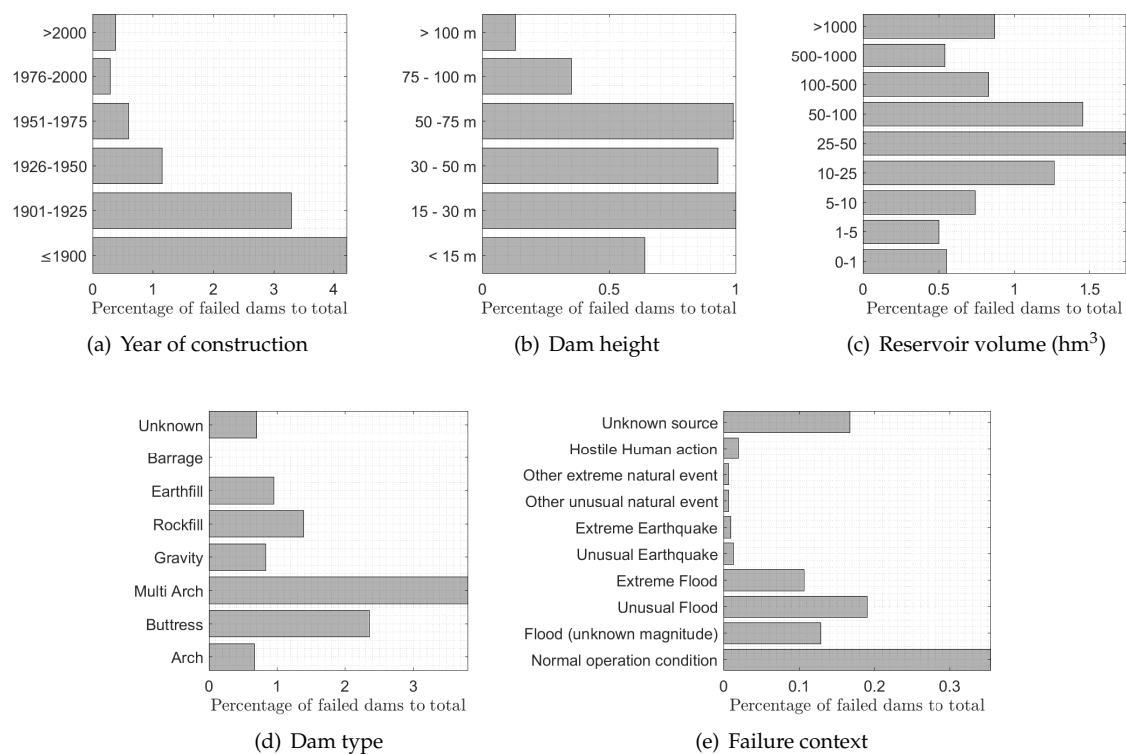 >2000
1976-2000
1951-1975
1926-1950
1901-1925
≤1900
0 1 2 3 4
Percentage of failed dams to total
(a) Year of construction
> 100 m
75 - 100 m
50 -75 m
30 - 50 m
15 - 30 m
< 15 m
0 0.5 1
Percentage of failed dams to total
(b) Dam height
>1000
500-1000
100-500
50-100
25-50
10-25
5-10
1-5
0-1
0 0.5 1 1.5
Percentage of failed dams to total
(c) Reservoir volume (hm³)
Unknown
Barrage
Earthfill
Rockfill
Gravity
Multi Arch
Buttress
Arch
0 1 2 3
Percentage of failed dams to total
(d) Dam type
Unknown source
Hostile Human action
Other extreme natural event
Other unusual natural event
Extreme Earthquake
Unusual Earthquake
Extreme Flood
Unusual Flood
Flood (unknown magnitude)
Normal operation condition
0 0.1 0.2 0.3
Percentage of failed dams to total
(e) Failure context